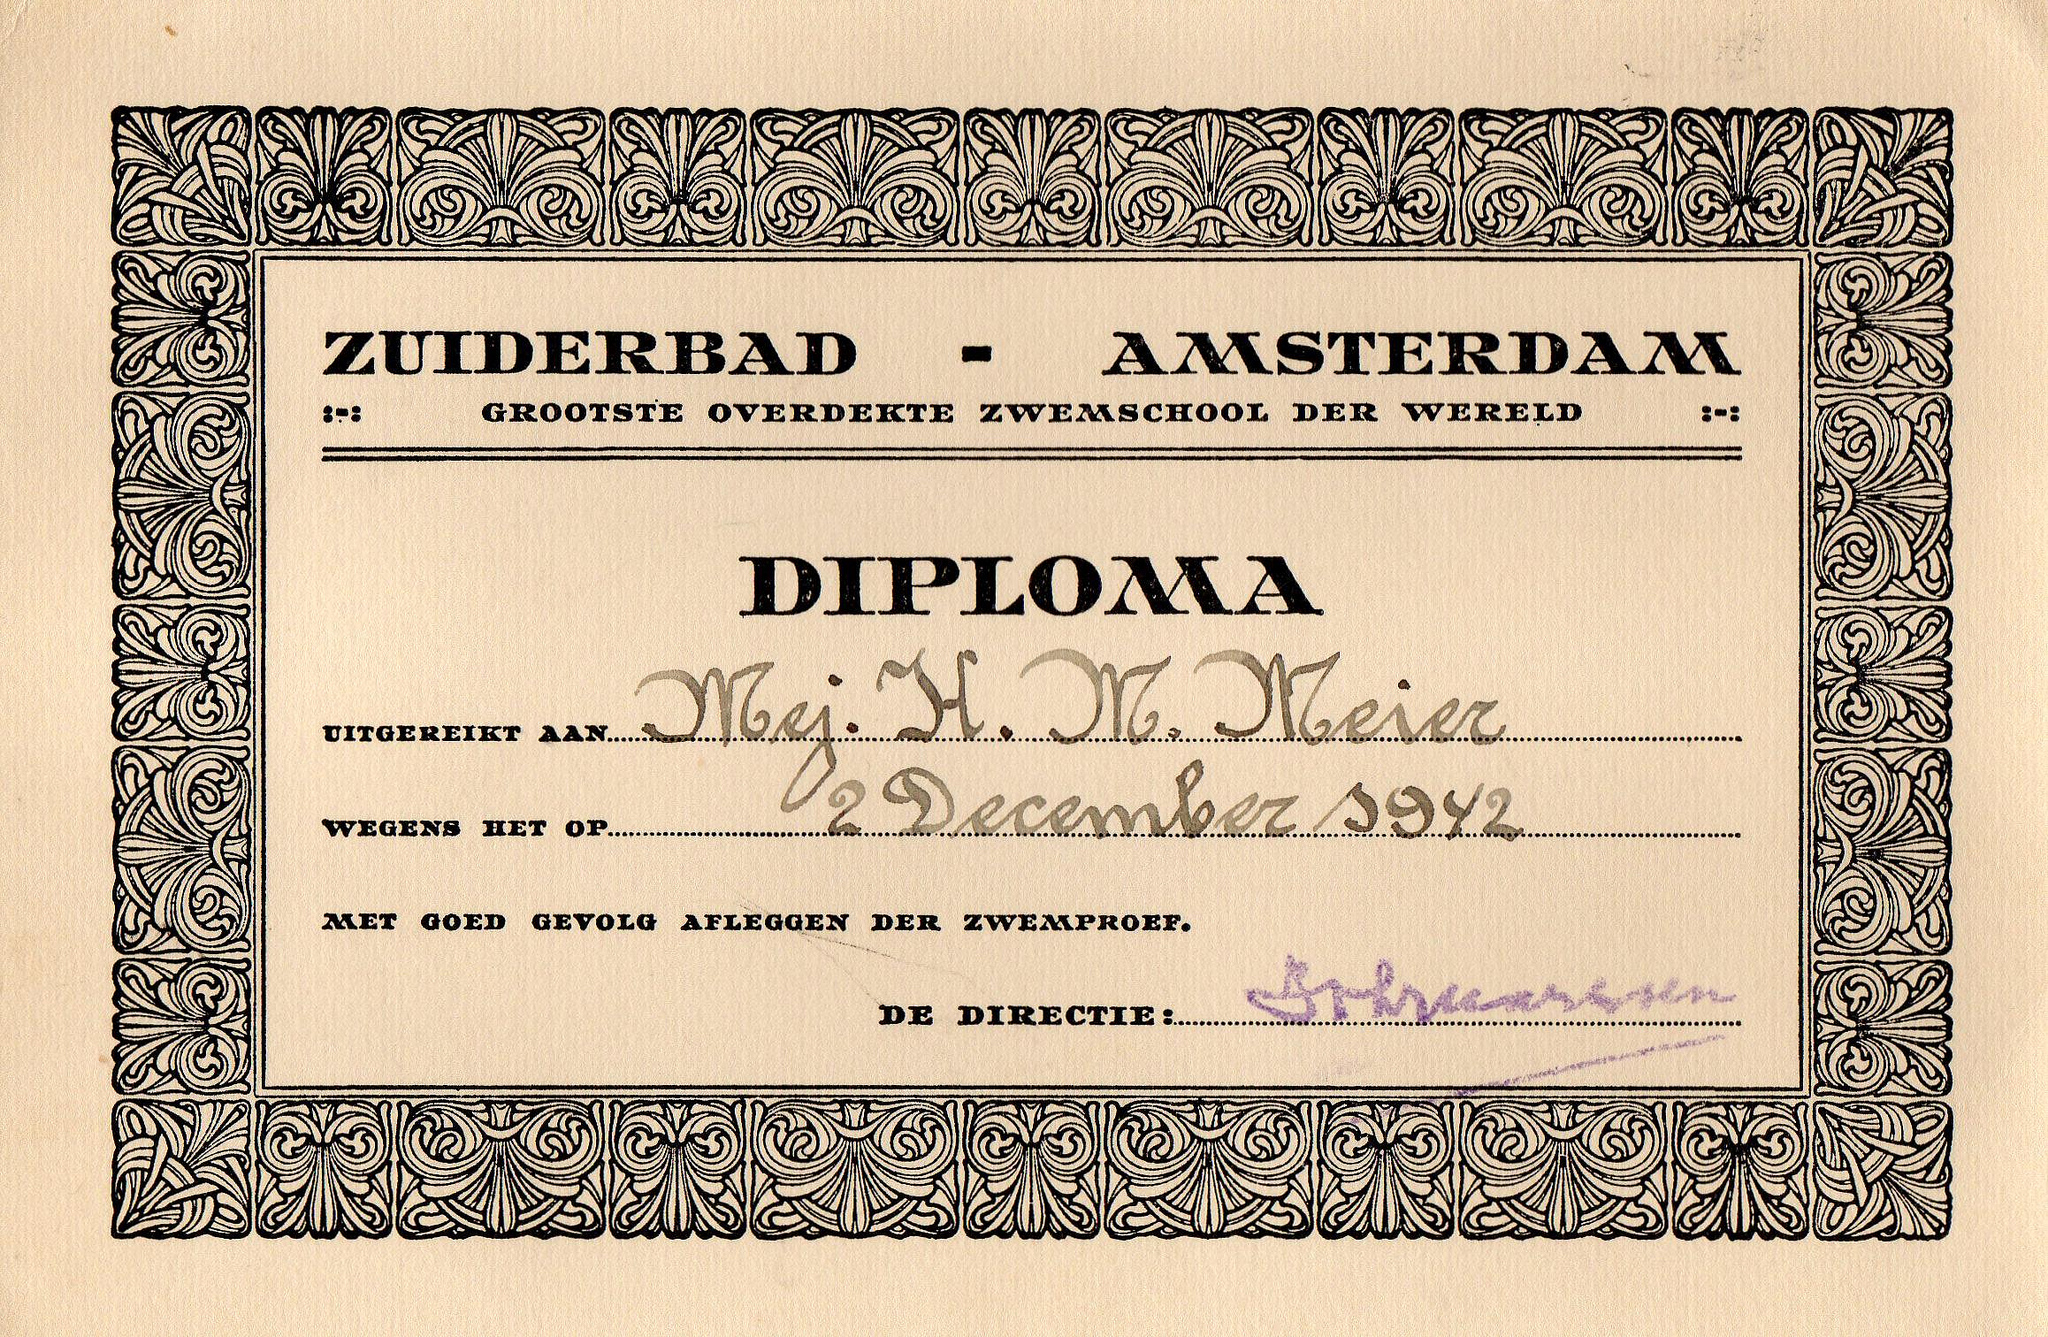 ZUIDERBAD - AMSTERDAM
:-: GROOTSTE OVERDEKTE ZWEMSCHOOL DER WERELD :-:
DIPLOMA
UITGEREIKT AAN Mej. H. M. Meier
WEGENS HET OP 2 December 1942
MET GOED GEVOLG AFLEGGEN DER ZWEMPROEF.
DE DIRECTIE: